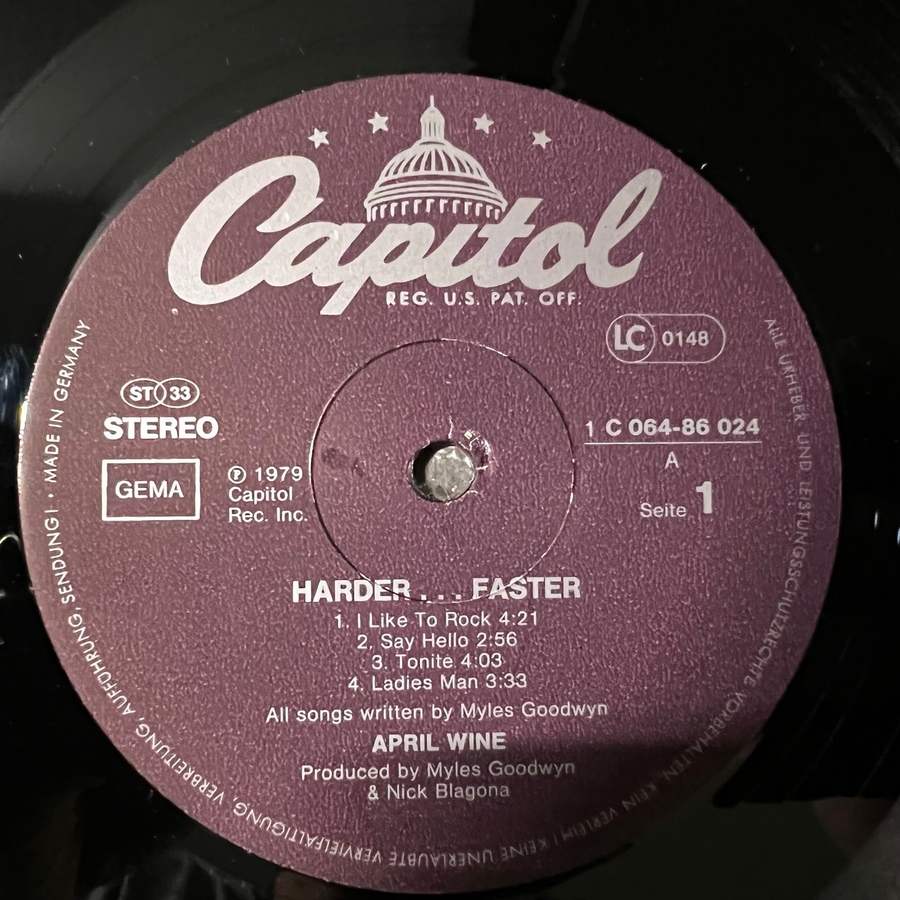 Capitol
REG. U.S. PAT. OFF.
LC 0148
ST 33
STEREO
GEMA
℗ 1979
Capitol
Rec. Inc.
1 C 064-86 024
A
Seite 1
HARDER . . . FASTER
1. I Like To Rock 4:21
2. Say Hello 2:56
3. Tonite 4:03
4. Ladies Man 3:33
All songs written by Myles Goodwyn
APRIL WINE
Produced by Myles Goodwyn
& Nick Blagona
ALLE URHEBER UND LEISTUNGSSCHUTZRECHTE VORBEHALTEN. KEIN VERLEIH! KEINE UNERLAUBTE VERVIELFÄLTIGUNG, VERBREITUNG, AUFFÜHRUNG, SENDUNG! • MADE IN GERMANY